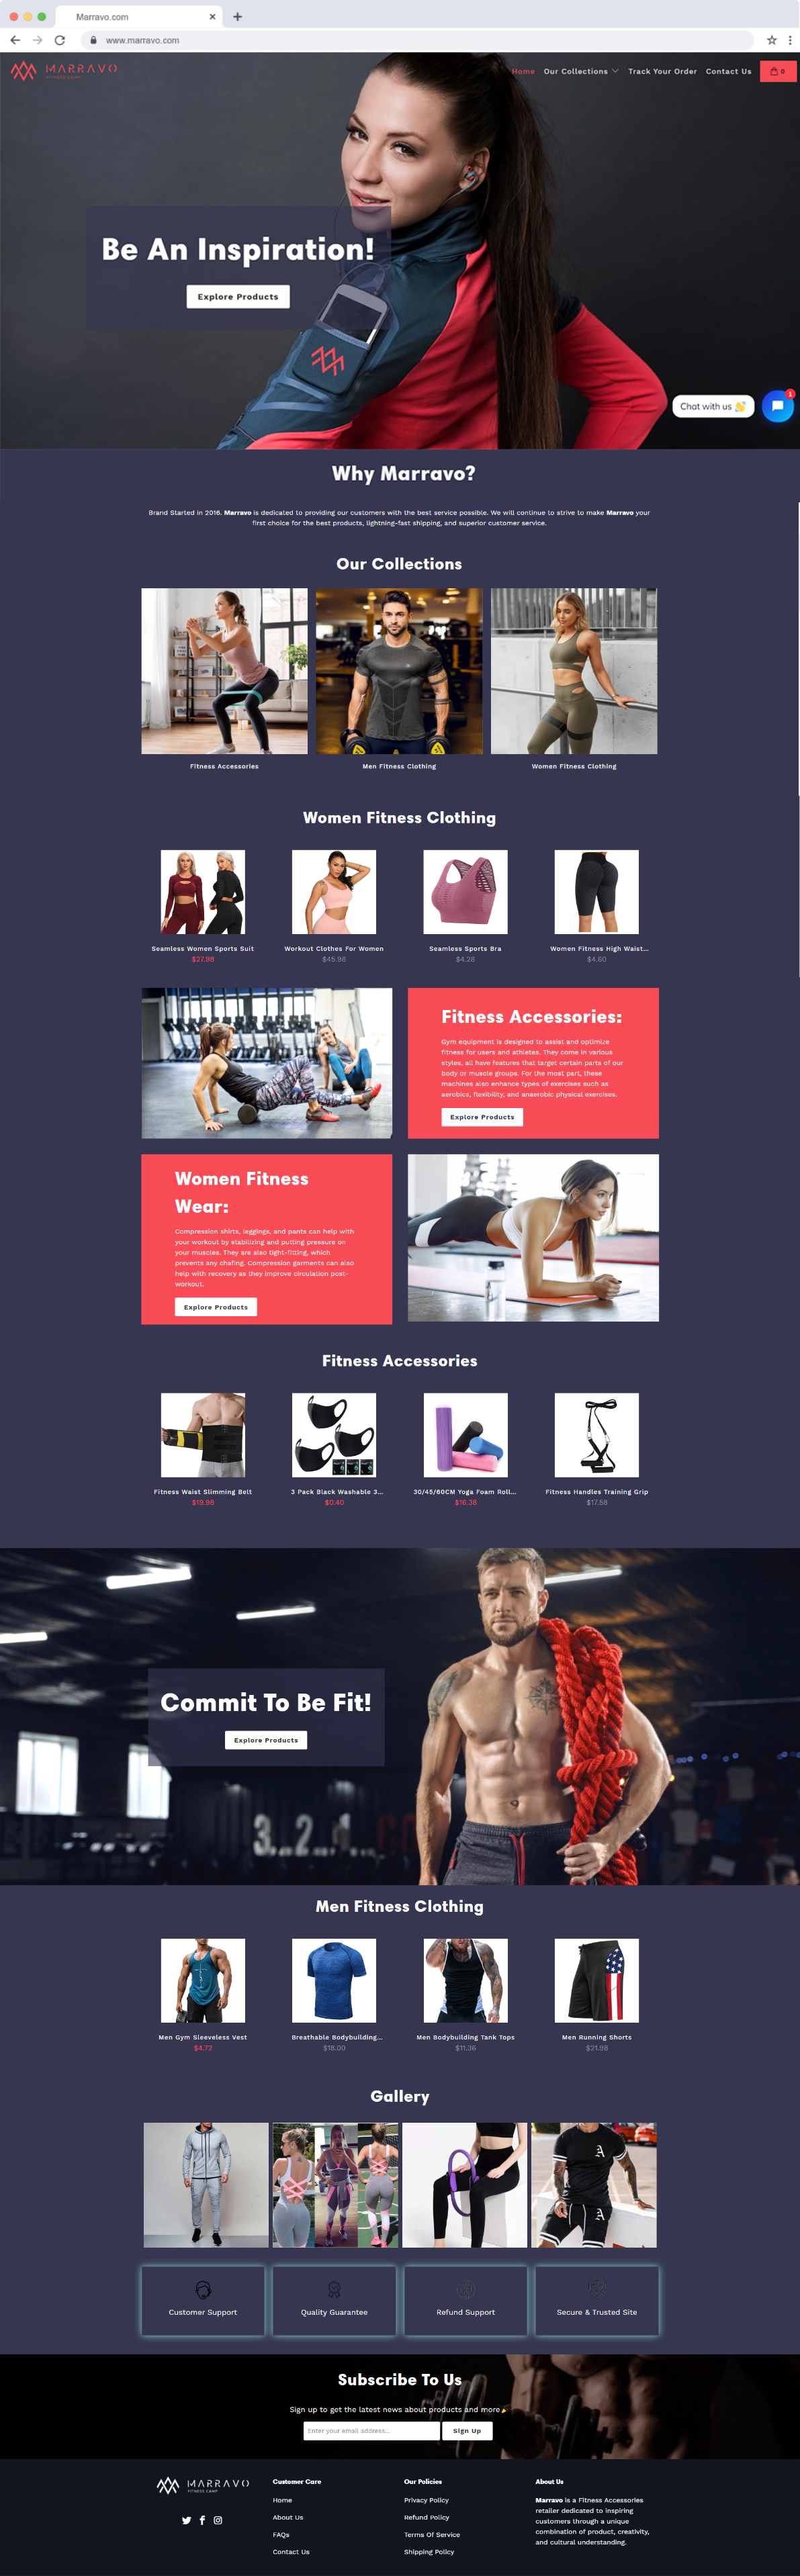 Marravo.com
www.marravo.com
MARRAVO
FITNESS CAMP
Home Our Collections Track Your Order Contact Us 0
Be An Inspiration!
Explore Products
Chat with us 👋
1
Why Marravo?
Brand Started in 2016. Marravo is dedicated to providing our customers with the best service possible. We will continue to strive to make Marravo your
first choice for the best products, lightning-fast shipping, and superior customer service.
Our Collections
Fitness Accessories
Men Fitness Clothing
Women Fitness Clothing
Women Fitness Clothing
Seamless Women Sports Suit
$27.98
Workout Clothes For Women
$45.98
Seamless Sports Bra
$4.28
Women Fitness High Waist...
$4.60
Fitness Accessories:
Gym equipment is designed to assist and optimize
fitness for users and athletes. They come in various
styles, all have features that target certain parts of our
body or muscle groups. For the most part, these
machines also enhance types of exercises such as
aerobics, flexibility, and anaerobic physical exercises.
Explore Products
Women Fitness
Wear:
Compression shirts, leggings, and pants can help with
your workout by stabilizing and putting pressure on
your muscles. They are also tight-fitting, which
prevents any chafing. Compression garments can also
help with recovery as they improve circulation post-
workout.
Explore Products
Fitness Accessories
Fitness Waist Slimming Belt
$19.98
3 Pack Black Washable 3...
$0.40
30/45/60CM Yoga Foam Roll...
$16.38
Fitness Handles Training Grip
$17.58
Commit To Be Fit!
Explore Products
3...2..1...
Men Fitness Clothing
Men Gym Sleeveless Vest
$4.72
Breathable Bodybuilding...
$18.00
Men Bodybuilding Tank Tops
$11.36
Men Running Shorts
$21.98
Gallery
A
A
Customer Support
Quality Guarantee
Refund Support
Secure & Trusted Site
Subscribe To Us
Sign up to get the latest news about products and more
Enter your email address...
Sign Up
MARRAVO
FITNESS CAMP
Customer Care
Home
About Us
FAQs
Contact Us
Our Policies
Privacy Policy
Refund Policy
Terms Of Service
Shipping Policy
About Us
Marravo is a Fitness Accessories
retailer dedicated to inspiring
customers through a unique
combination of product, creativity,
and cultural understanding.